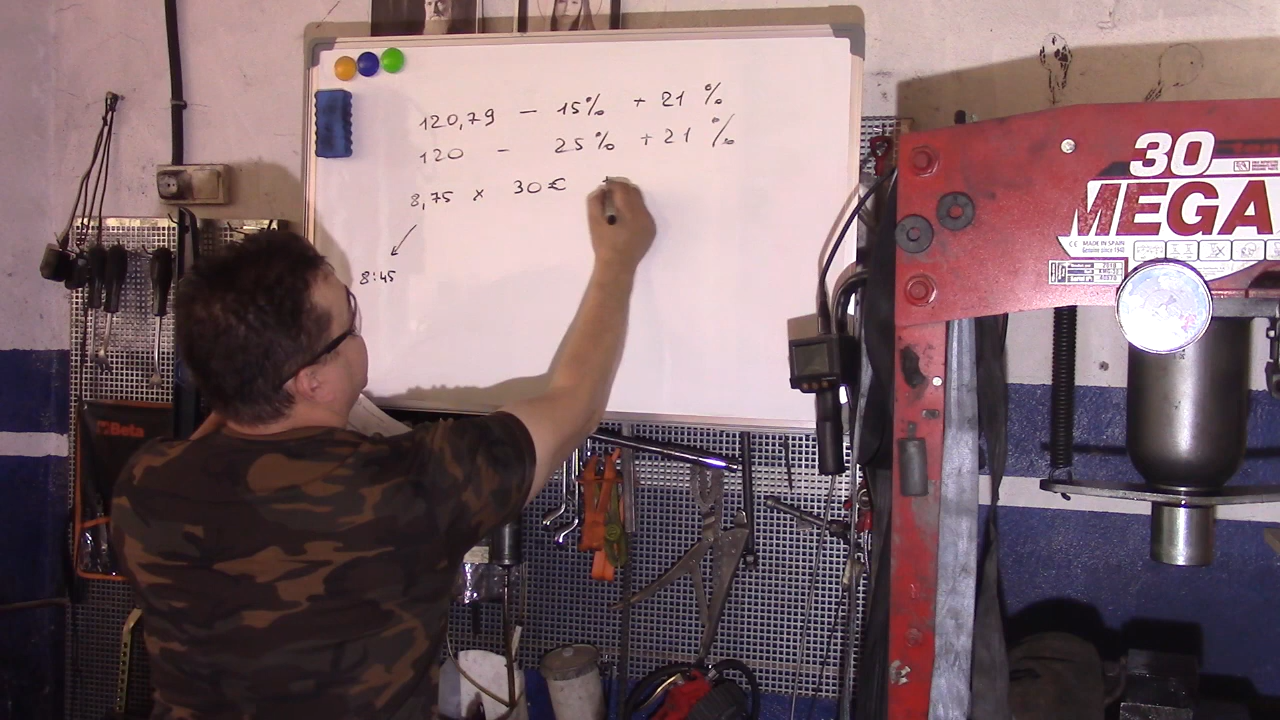 120,79 - 15% + 21 %
120 - 25% + 21 %
8,75 x 30€
8:45
30
MEGA
MADE IN SPAIN
Beta